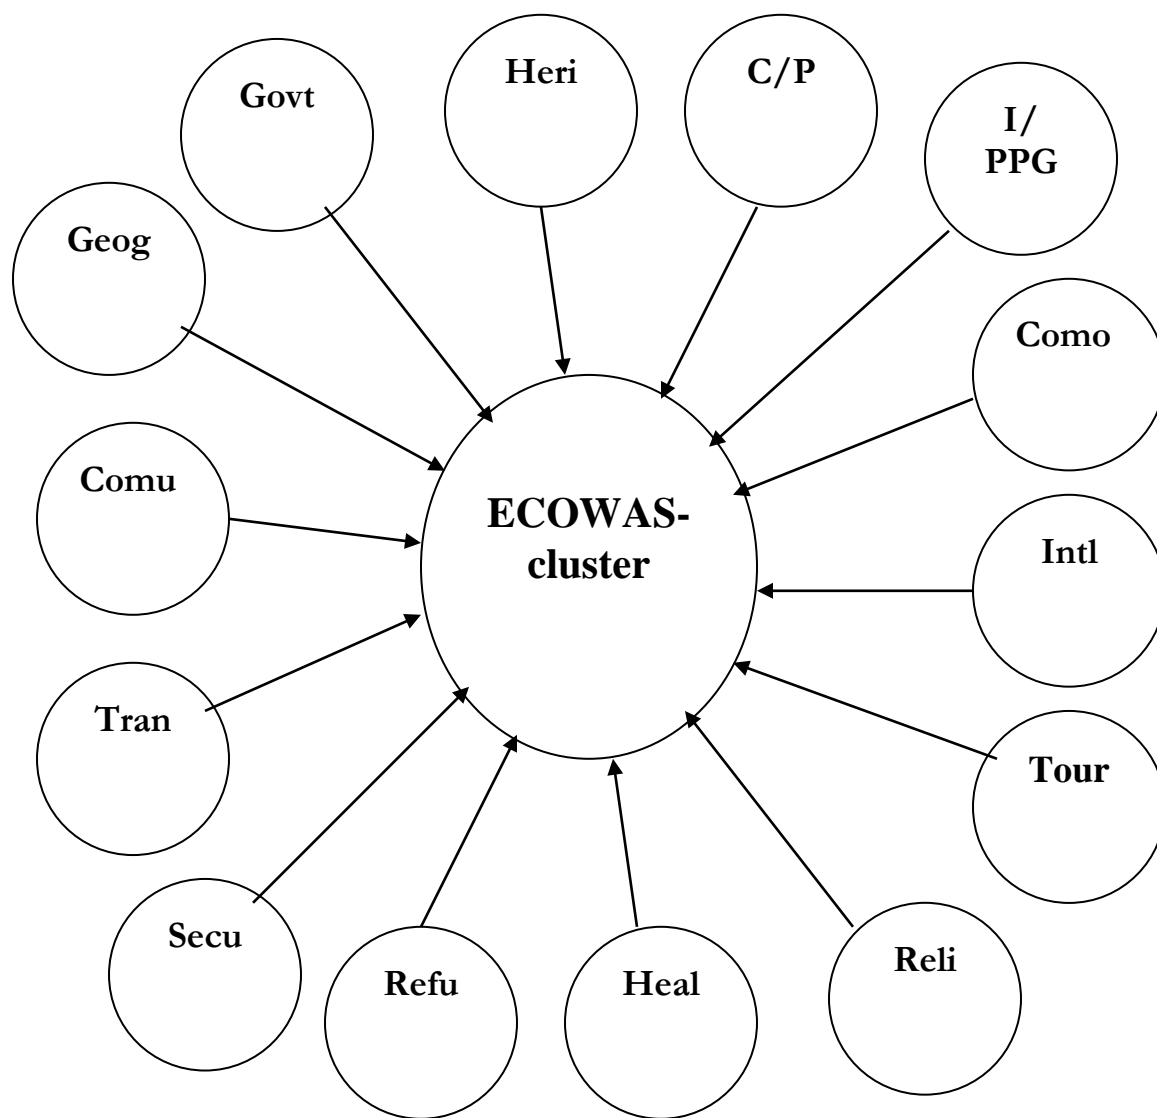 Heri
C/P
Govt
I/
PPG
Geog
Como
Comu
ECOWAS-
cluster
Intl
Tran
Tour
Secu
Refu
Heal
Reli